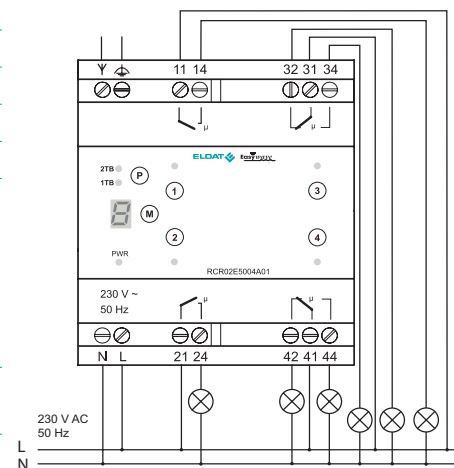 11 14 32 31 34
µ µ
ELDAT Easywave
2TB P
1TB
1 3
8 M
2 4
PWR
RCR02E5004A01
230 V ~ µ µ
50 Hz
N L 21 24 42 41 44
230 V AC
50 Hz
L
N